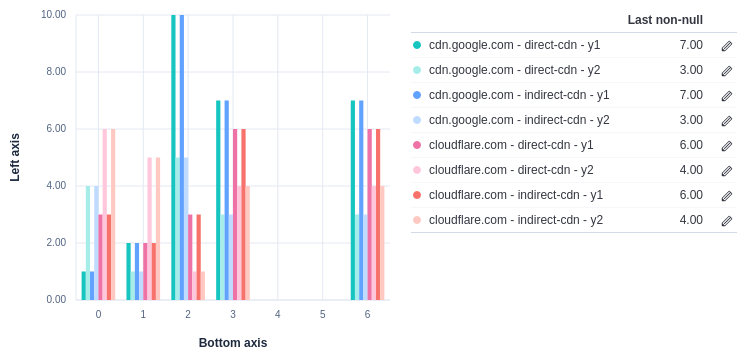 10.00
8.00
6.00
4.00
2.00
0.00
Left axis
0 1 2 3 4 5 6
Bottom axis
Last non-null
cdn.google.com - direct-cdn - y1 7.00
cdn.google.com - direct-cdn - y2 3.00
cdn.google.com - indirect-cdn - y1 7.00
cdn.google.com - indirect-cdn - y2 3.00
cloudflare.com - direct-cdn - y1 6.00
cloudflare.com - direct-cdn - y2 4.00
cloudflare.com - indirect-cdn - y1 6.00
cloudflare.com - indirect-cdn - y2 4.00